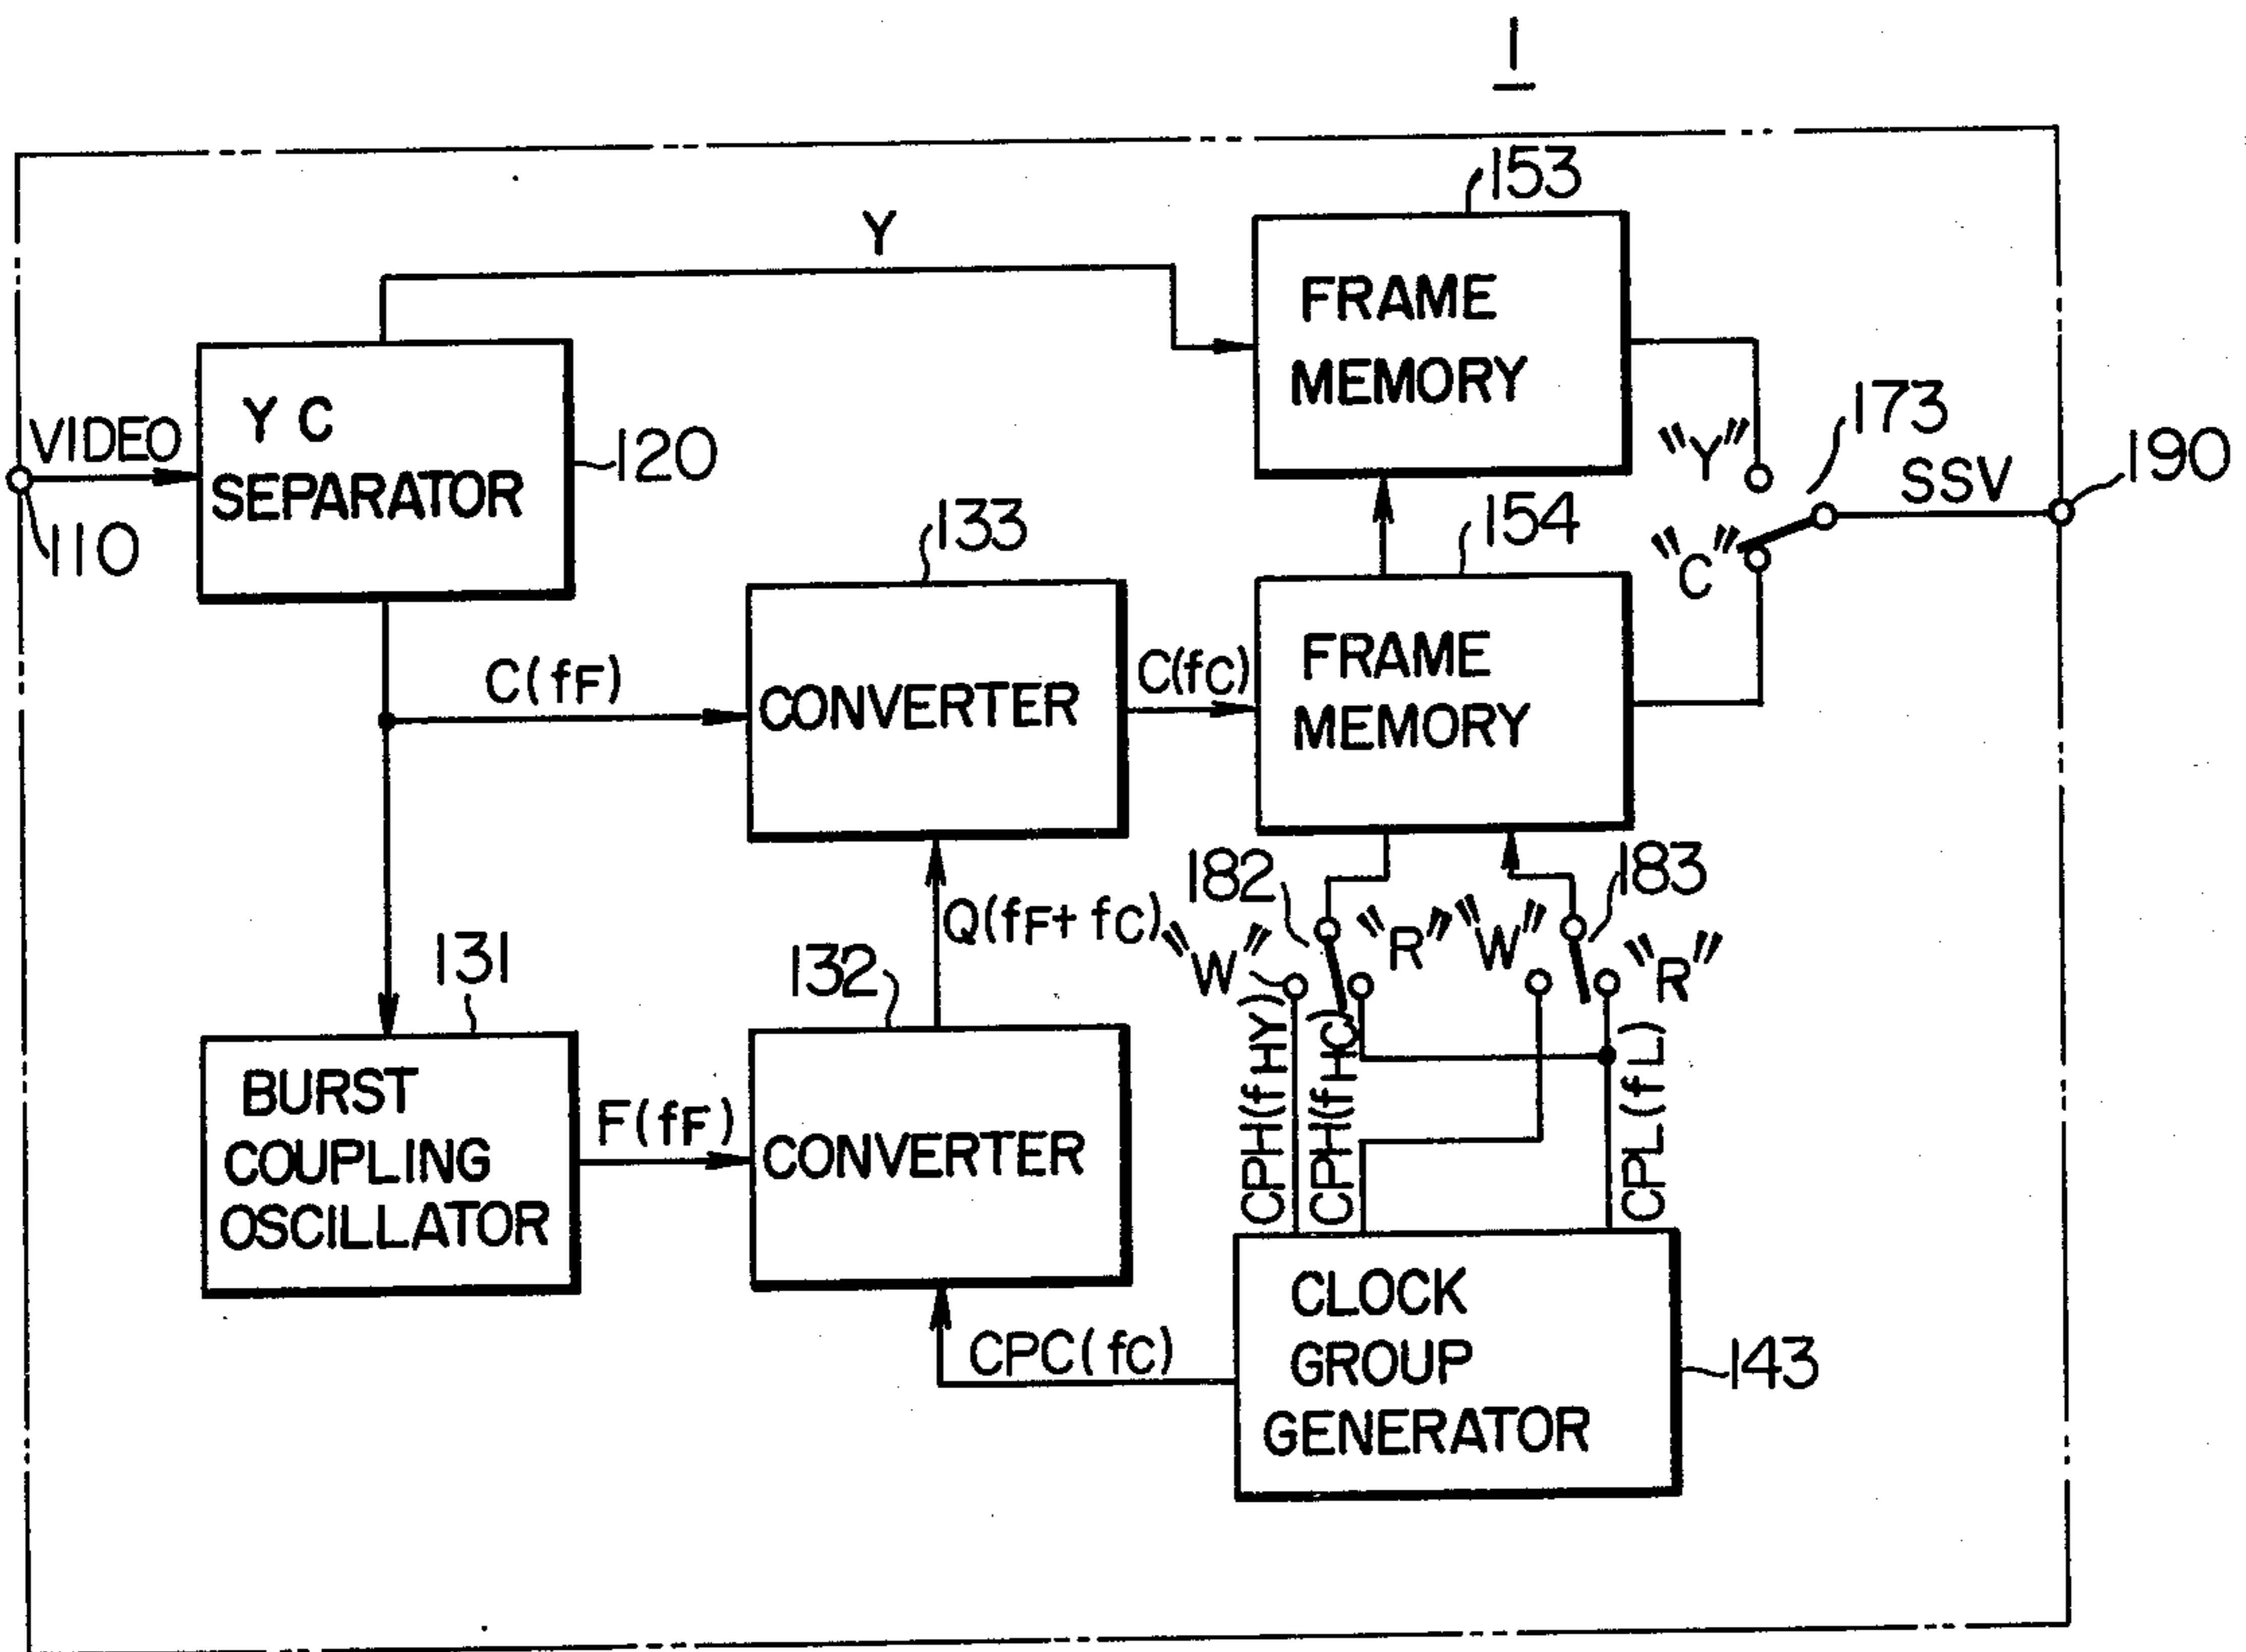 1
153
Y
FRAME
MEMORY
Y C
SEPARATOR
VIDEO
120
110
"Y"
173
SSV
190
"C"
133
154
C(fF)
CONVERTER
C(fC)
FRAME
MEMORY
182
183
Q(fF+ fC)
"W"
"R"
"W"
"R"
131
132
BURST
COUPLING
OSCILLATOR
F(fF)
CONVERTER
CPH(fHY)
CPH(fHC)
CPL(fL)
CPC(fC)
CLOCK
GROUP
GENERATOR
143